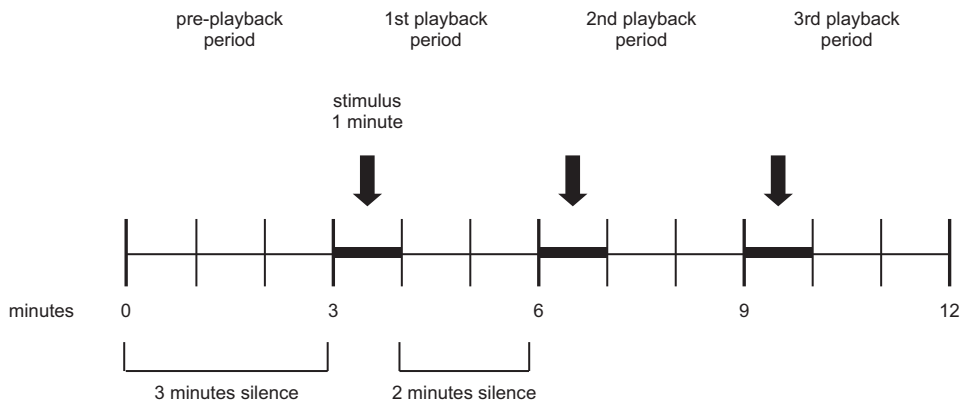 pre-playback
period
1st playback
period
2nd playback
period
3rd playback
period
stimulus
1 minute
minutes
0
3
6
9
12
3 minutes silence
2 minutes silence